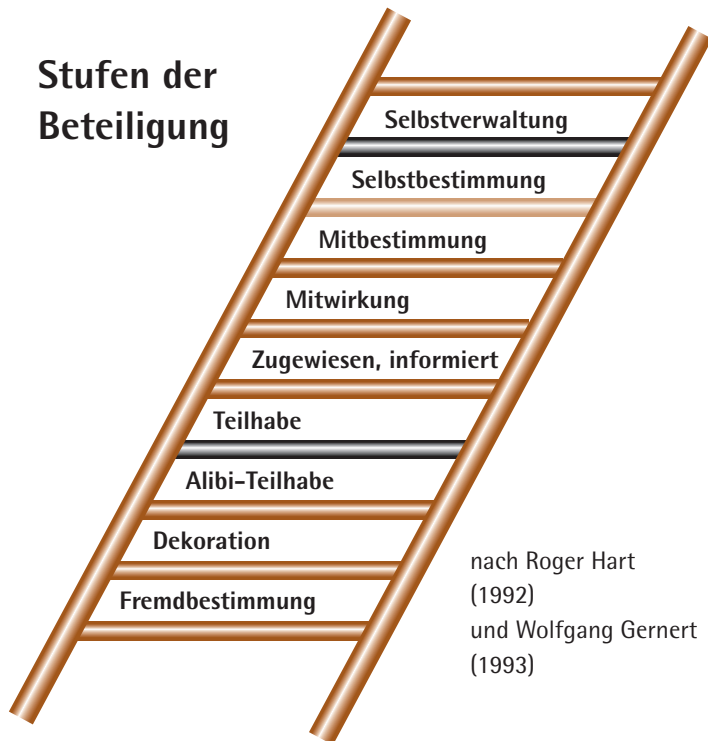 Stufen der
Beteiligung
Selbstverwaltung
Selbstbestimmung
Mitbestimmung
Mitwirkung
Zugewiesen, informiert
Teilhabe
Alibi-Teilhabe
Dekoration
Fremdbestimmung
nach Roger Hart
(1992)
und Wolfgang Gernert
(1993)